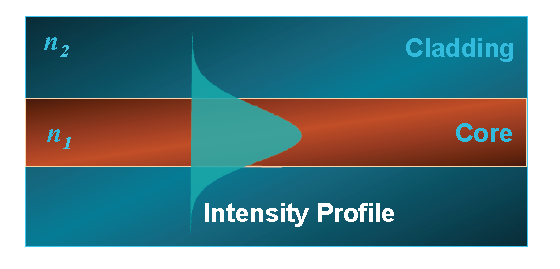 n₂
Cladding
n₁
Core
Intensity Profile